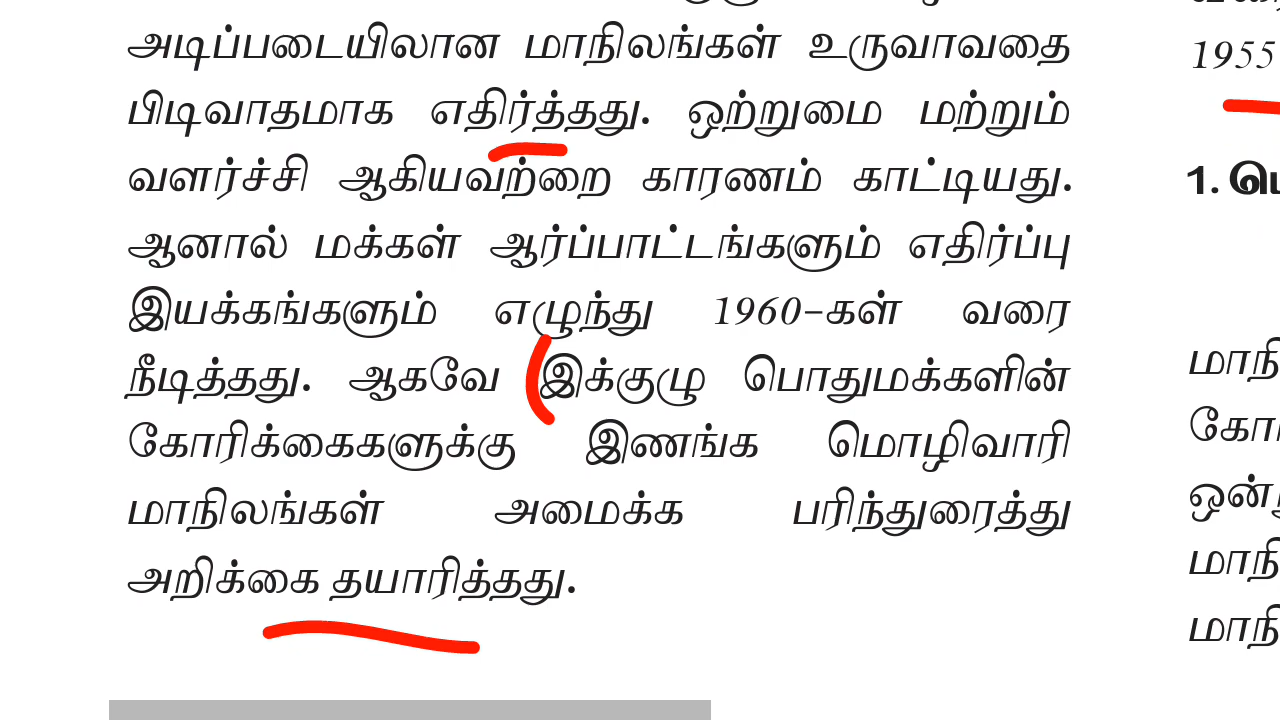 அடிப்படையிலான மாநிலங்கள் உருவாவதை
பிடிவாதமாக எதிர்த்தது. ஒற்றுமை மற்றும்
வளர்ச்சி ஆகியவற்றை காரணம் காட்டியது.
ஆனால் மக்கள் ஆர்ப்பாட்டங்களும் எதிர்ப்பு
இயக்கங்களும் எழுந்து 1960-கள் வரை
நீடித்தது. ஆகவே இக்குழு பொதுமக்களின்
கோரிக்கைகளுக்கு இணங்க மொழிவாரி
மாநிலங்கள் அமைக்க பரிந்துரைத்து
அறிக்கை தயாரித்தது.
1955
1.